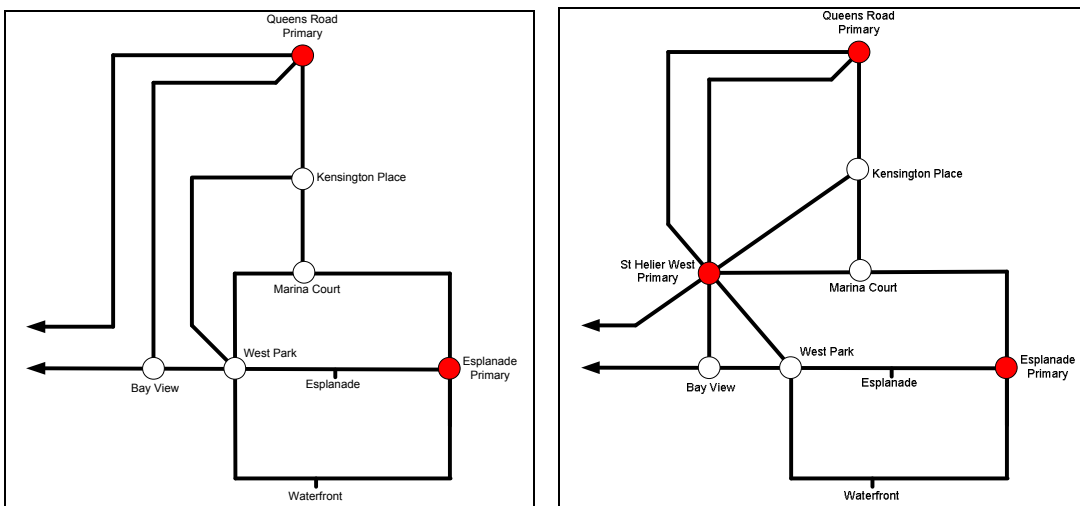 Queens Road
Primary
Kensington Place
Marina Court
West Park
Esplanade
Primary
Bay View
Esplanade
Waterfront
Queens Road
Primary
Kensington Place
St Helier West
Primary
Marina Court
West Park
Esplanade
Primary
Bay View
Esplanade
Waterfront